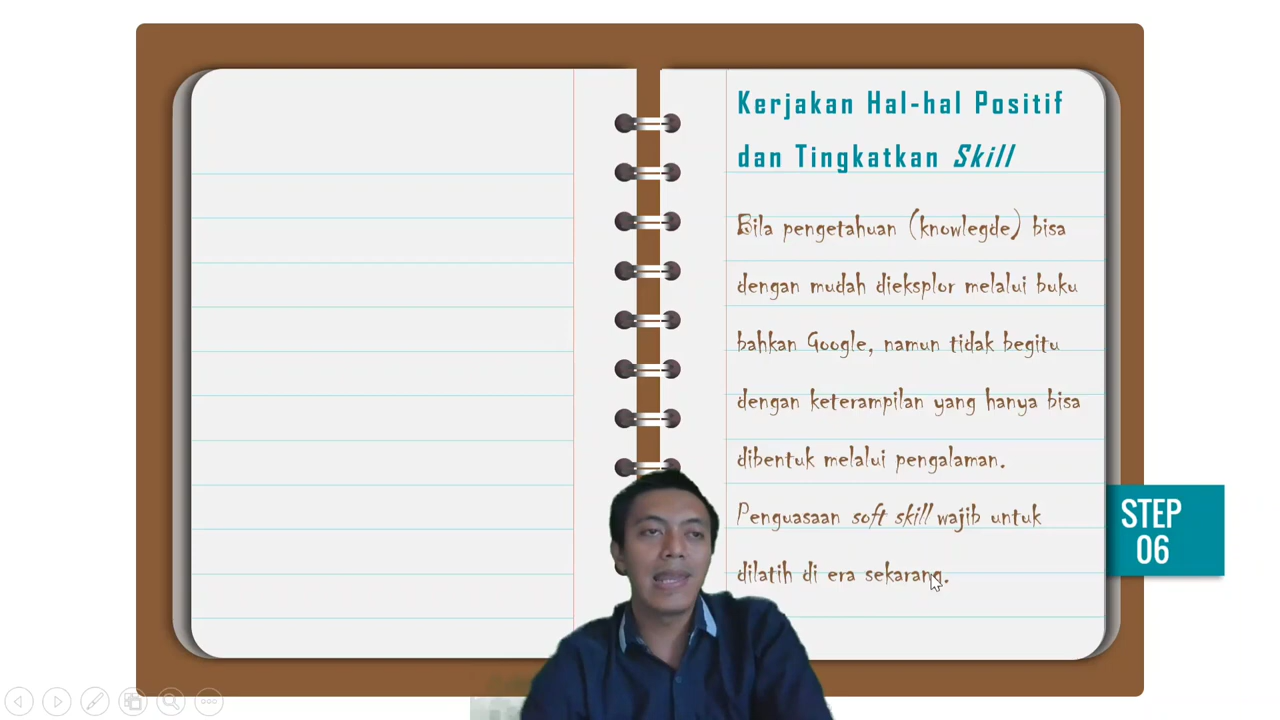 Kerjakan Hal-hal Positif
dan Tingkatkan Skill
Bila pengetahuan (knowlegde) bisa
dengan mudah dieksplor melalui buku
bahkan Google, namun tidak begitu
dengan keterampilan yang hanya bisa
dibentuk melalui pengalaman.
Penguasaan soft skill wajib untuk
dilatih di era sekarang.
STEP
06